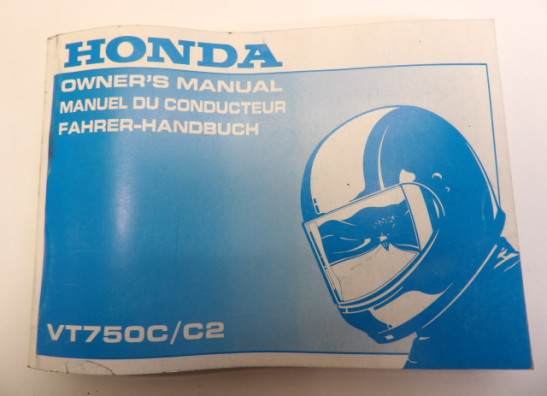 HONDA
OWNER'S MANUAL
MANUEL DU CONDUCTEUR
FAHRER-HANDBUCH
VT750C/C2